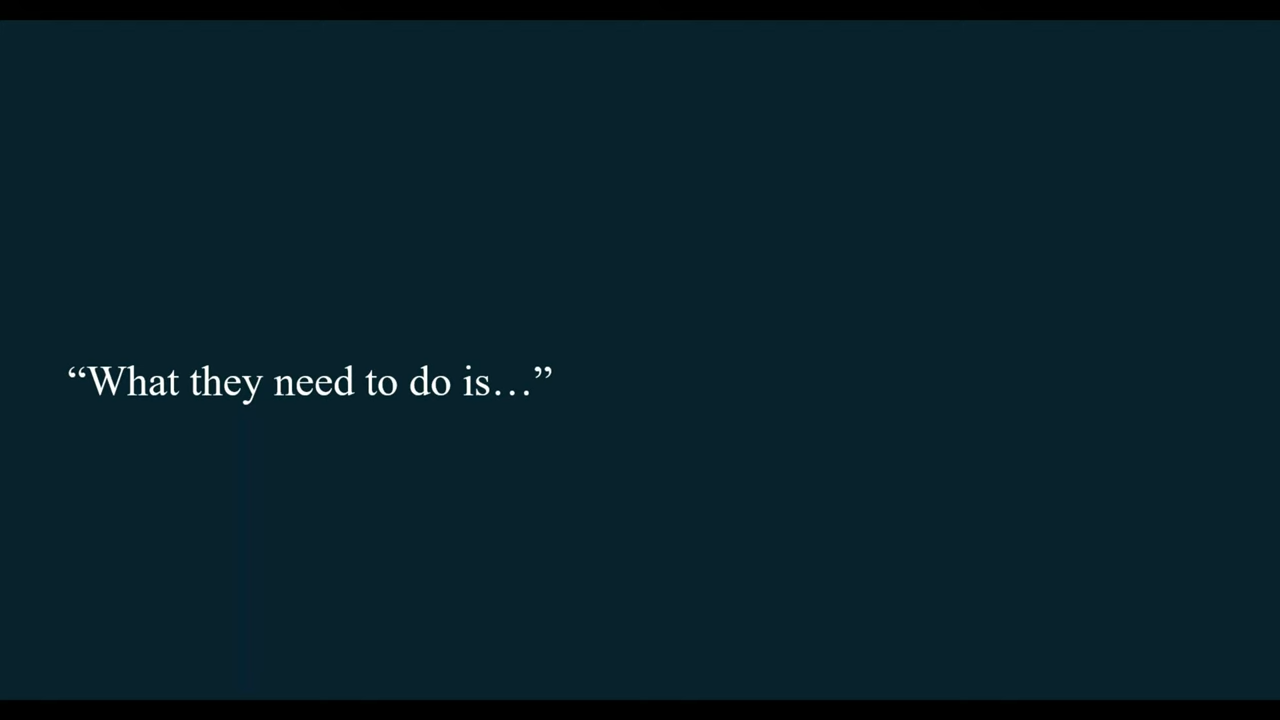 “What they need to do is…”